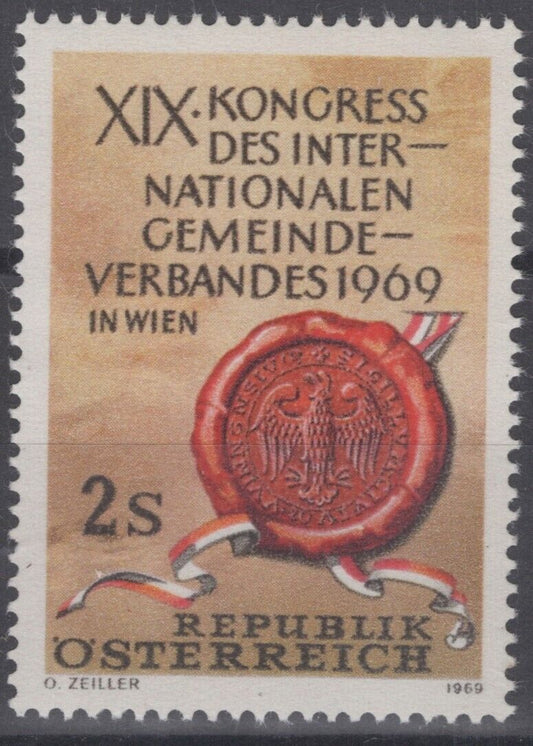 XIX. KONGRESS
DES INTER—
NATIONALEN
GEMEINDE—
VERBANDES 1969
IN WIEN
2S
REPUBLIK
ÖSTERREICH
O. ZEILLER
1969